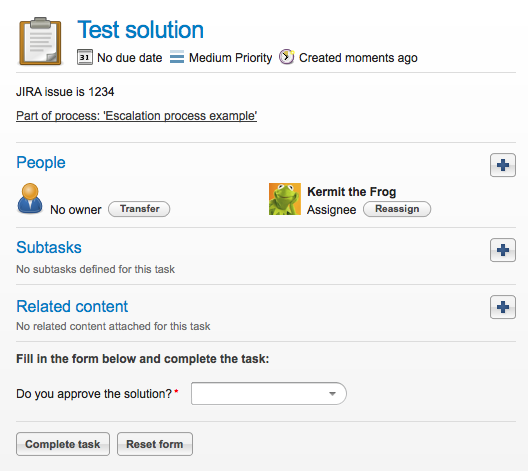 Test solution
31 No due date Medium Priority Created moments ago
JIRA issue is 1234
Part of process: 'Escalation process example'
People
No owner Transfer
Kermit the Frog
Assignee Reassign
Subtasks
No subtasks defined for this task
Related content
No related content attached for this task
Fill in the form below and complete the task:
Do you approve the solution? *
Complete task Reset form